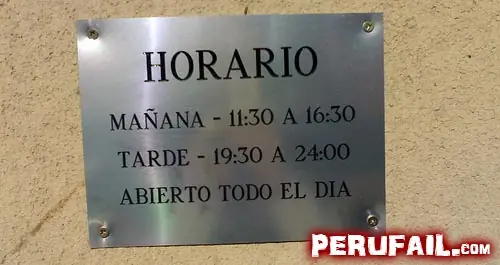 HORARIO
MAÑANA - 11:30 A 16:30
TARDE - 19:30 A 24:00
ABIERTO TODO EL DIA
PERUFAIL.COM